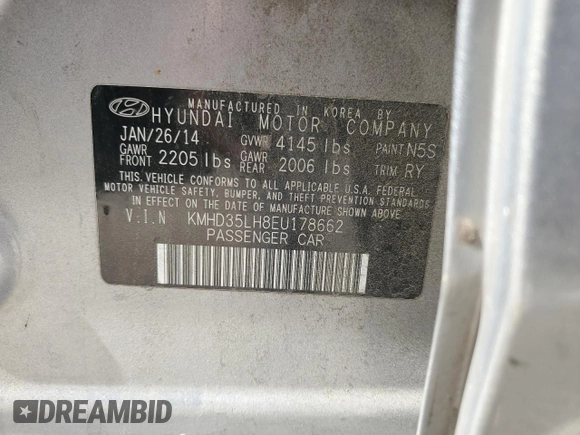 MANUFACTURED IN KOREA BY
HYUNDAI MOTOR COMPANY
JAN/26/14 GVWR 4145 lbs PAINT N5S
GAWR FRONT 2205 lbs GAWR REAR 2006 lbs TRIM RY
THIS VEHICLE CONFORMS TO ALL APPLICABLE U.S.A. FEDERAL
MOTOR VEHICLE SAFETY, BUMPER, AND THEFT PREVENTION STANDARDS
IN EFFECT ON THE DATE OF MANUFACTURE SHOWN ABOVE
V.I.N KMHD35LH8EU178662
PASSENGER CAR
DREAMBID